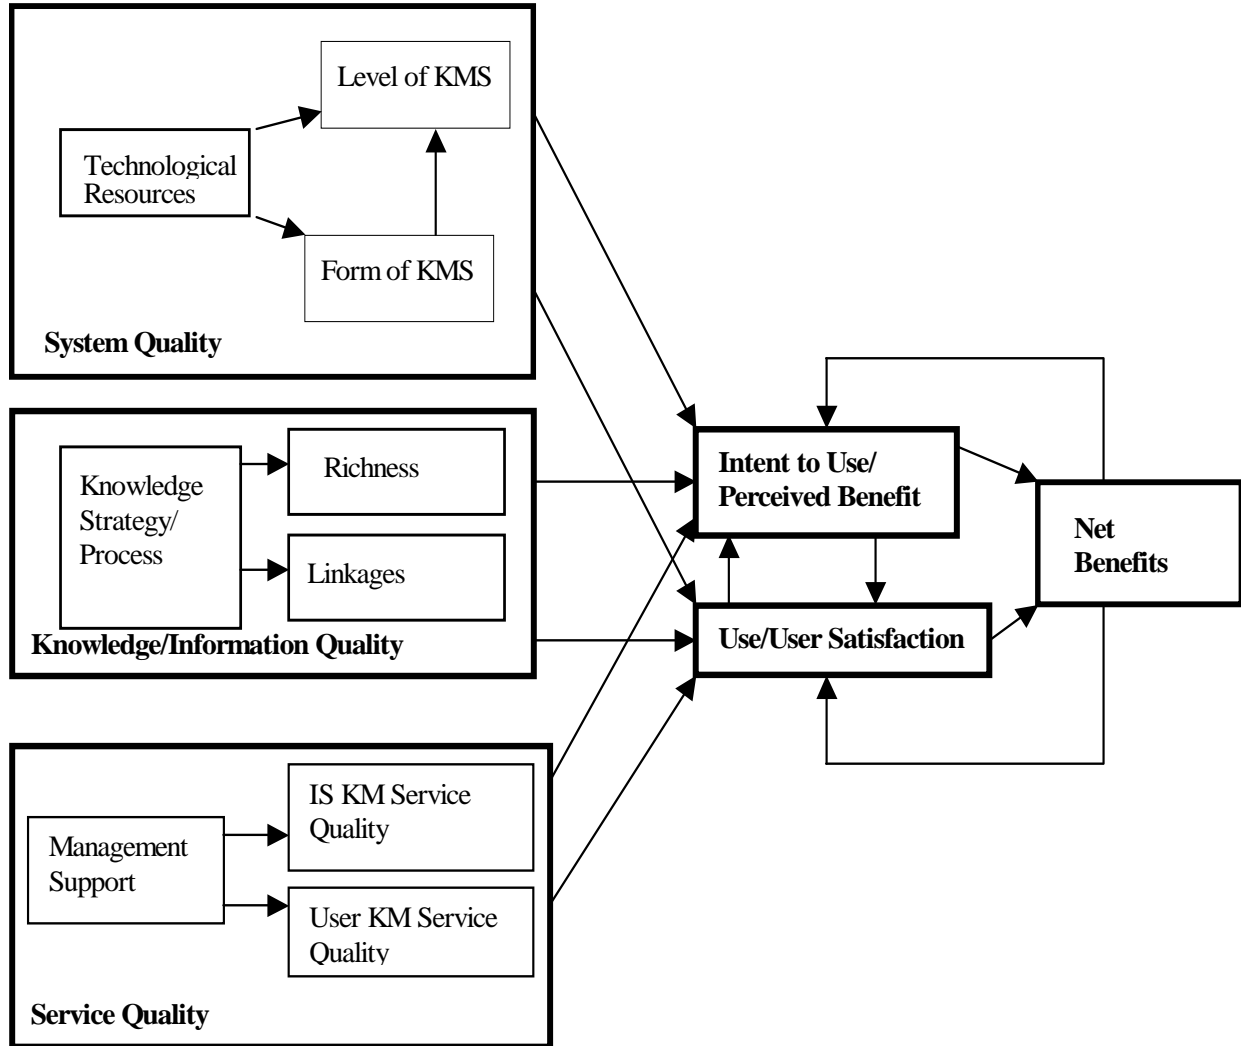 Level of KMS
Technological
Resources
Form of KMS
System Quality
Knowledge
Strategy/
Process
Richness
Linkages
Knowledge/Information Quality
Management
Support
IS KM Service
Quality
User KM Service
Quality
Service Quality
Intent to Use/
Perceived Benefit
Use/User Satisfaction
Net
Benefits